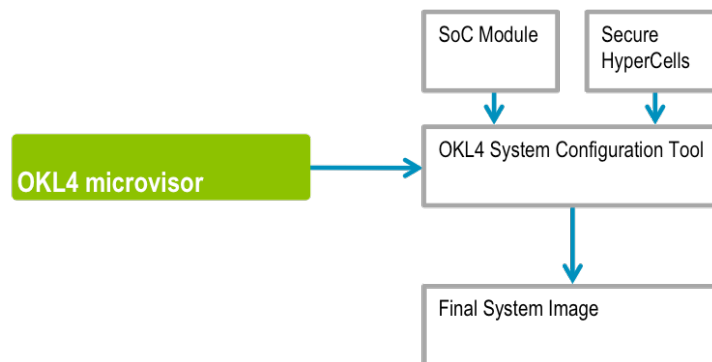 SoC Module
Secure
HyperCells
OKL4 microvisor
OKL4 System Configuration Tool
Final System Image